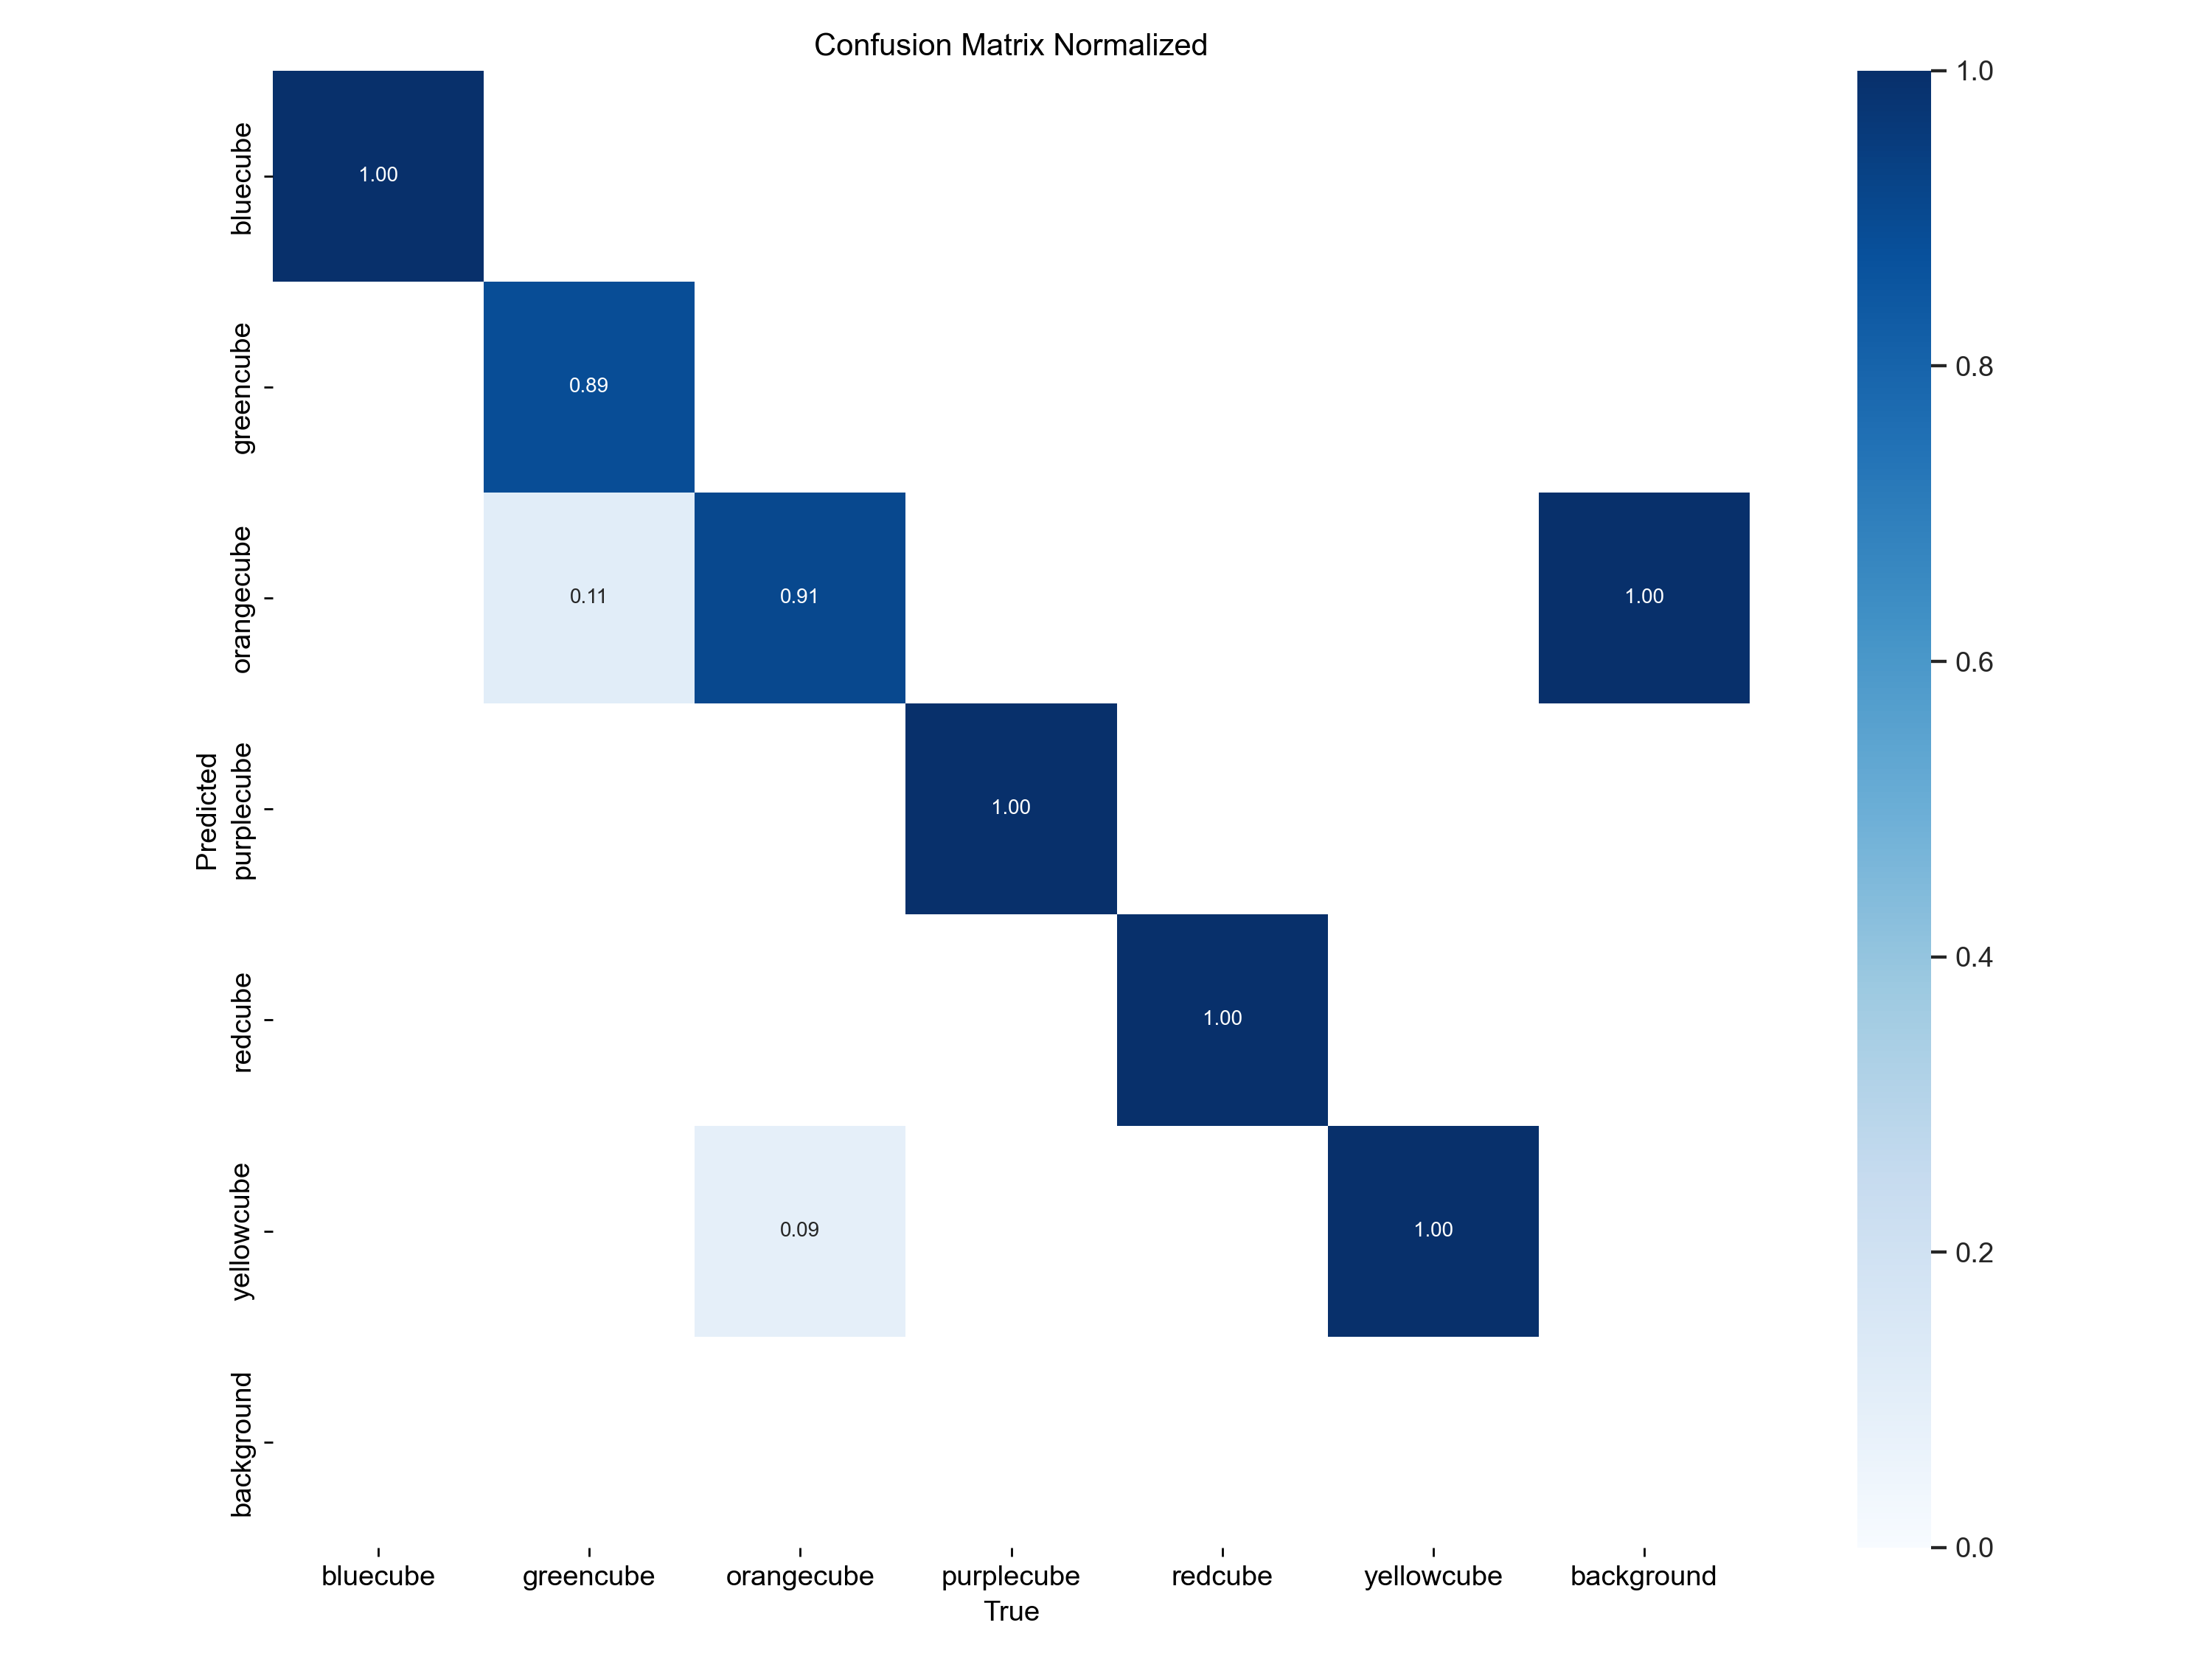 Confusion Matrix Normalized
bluecube
1.00
greencube
0.89
orangecube
0.11 0.91 1.00
purplecube
1.00
redcube
1.00
yellowcube
0.09 1.00
background
Predicted
bluecube greencube orangecube purplecube redcube yellowcube background
True
1.0
0.8
0.6
0.4
0.2
0.0